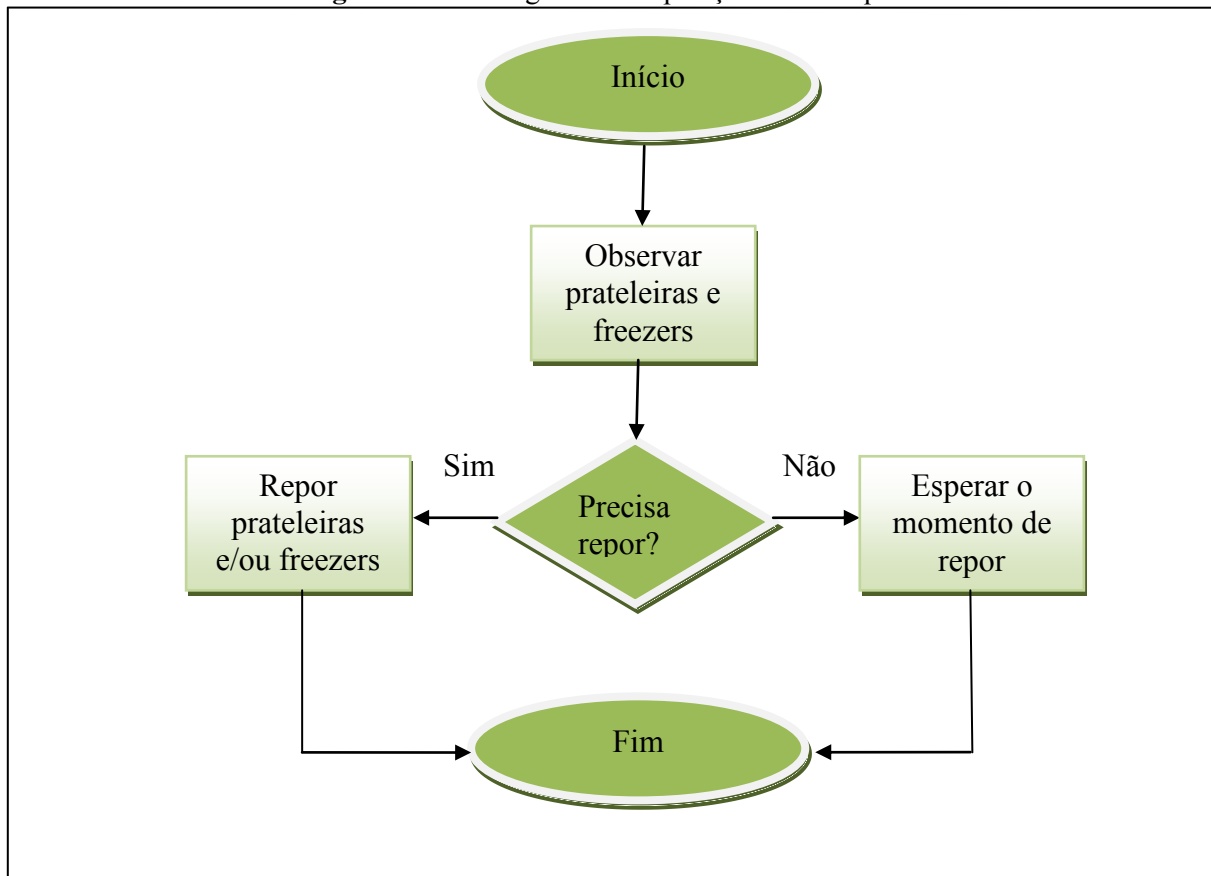 Início
Observar
prateleiras e
freezers
Sim
Não
Repor
prateleiras
e/ou freezers
Precisa
repor?
Esperar o
momento de
repor
Fim